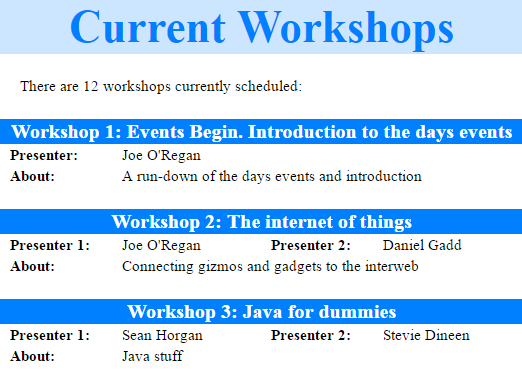 Current Workshops
There are 12 workshops currently scheduled:
Workshop 1: Events Begin. Introduction to the days events
Presenter: Joe O'Regan
About: A run-down of the days events and introduction
Workshop 2: The internet of things
Presenter 1: Joe O'Regan Presenter 2: Daniel Gadd
About: Connecting gizmos and gadgets to the interweb
Workshop 3: Java for dummies
Presenter 1: Sean Horgan Presenter 2: Stevie Dineen
About: Java stuff